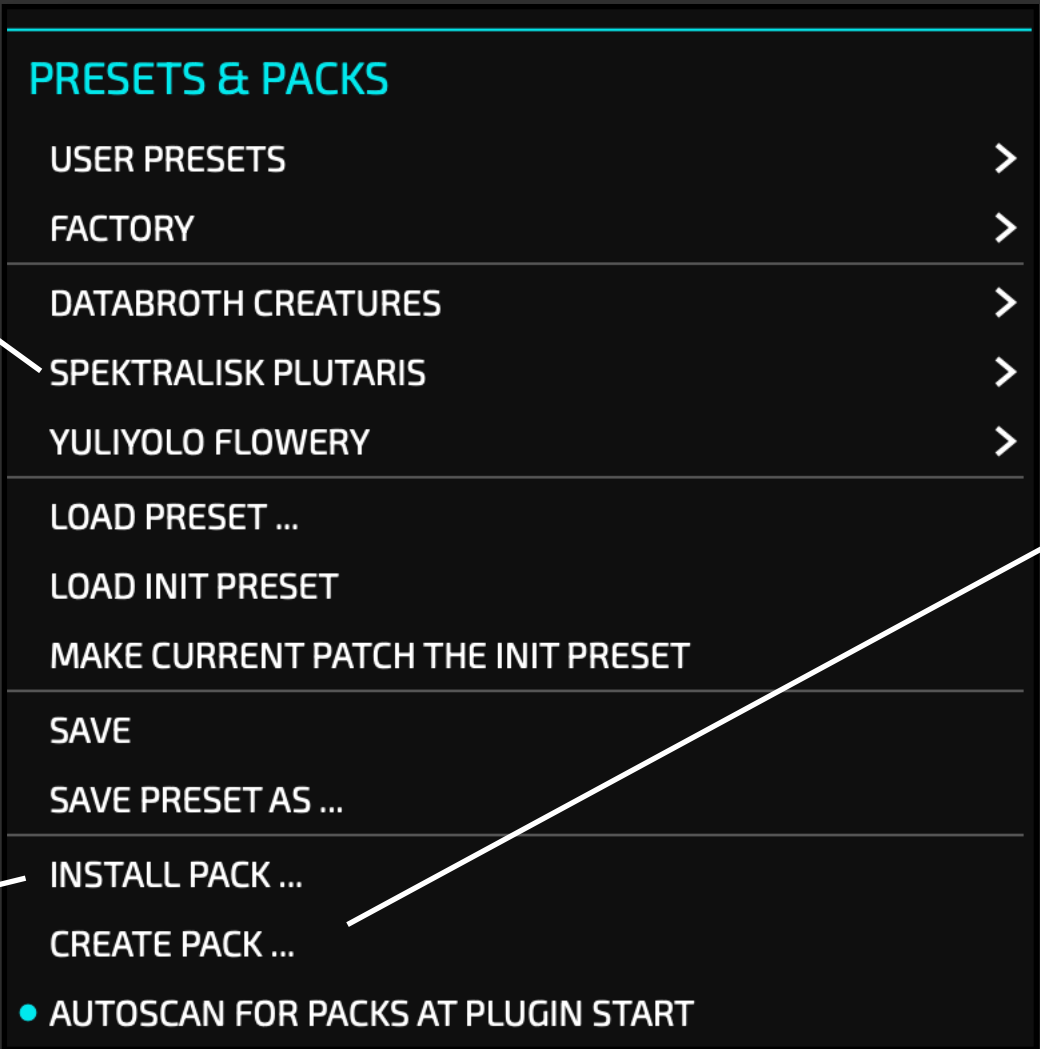 PRESETS & PACKS
USER PRESETS
FACTORY
DATABROTH CREATURES
SPEKTRALISK PLUTARIS
YULIYOLO FLOWERY
LOAD PRESET ...
LOAD INIT PRESET
MAKE CURRENT PATCH THE INIT PRESET
SAVE
SAVE PRESET AS ...
INSTALL PACK ...
CREATE PACK ...
AUTOSCAN FOR PACKS AT PLUGIN START